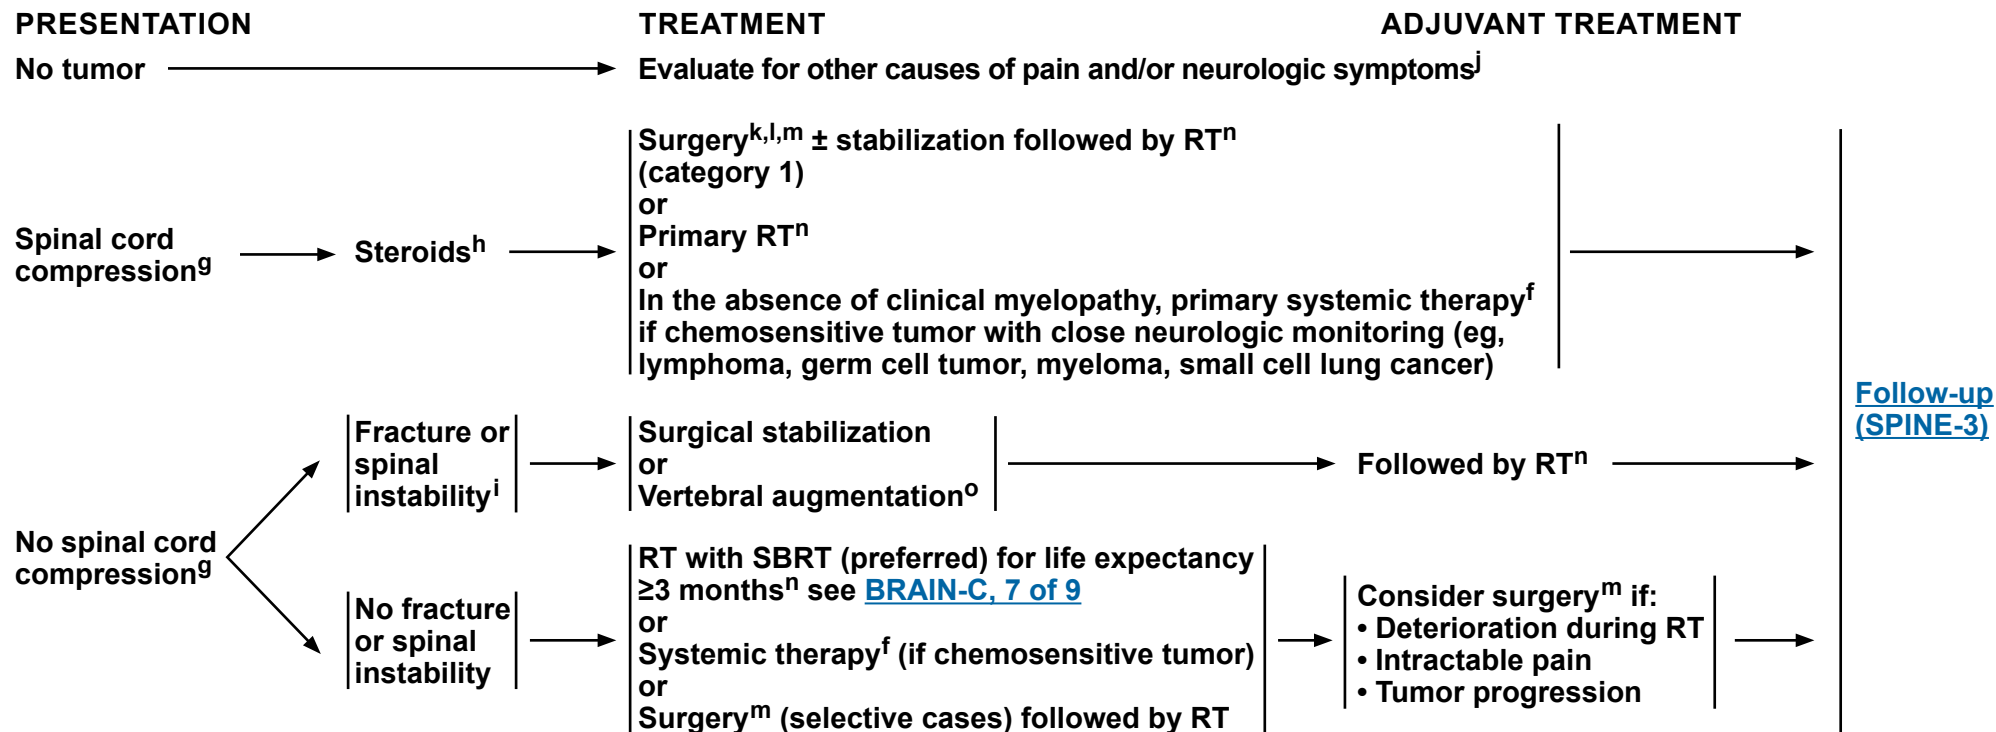 PRESENTATION TREATMENT ADJUVANT TREATMENT
No tumor Evaluate for other causes of pain and/or neurologic symptomsj
Spinal cord
compressiong
Steroidsh
Surgeryk,l,m ± stabilization followed by RTn
(category 1)
or
Primary RTn
or
In the absence of clinical myelopathy, primary systemic therapyf
if chemosensitive tumor with close neurologic monitoring (eg,
lymphoma, germ cell tumor, myeloma, small cell lung cancer)
No spinal cord
compressiong
Fracture or
spinal
instabilityi
Surgical stabilization
or
Vertebral augmentationo
Followed by RTn
No fracture
or spinal
instability
RT with SBRT (preferred) for life expectancy
≥3 monthsn see BRAIN-C, 7 of 9
or
Systemic therapyf (if chemosensitive tumor)
or
Surgerym (selective cases) followed by RT
Consider surgerym if:
• Deterioration during RT
• Intractable pain
• Tumor progression
Follow-up
(SPINE-3)